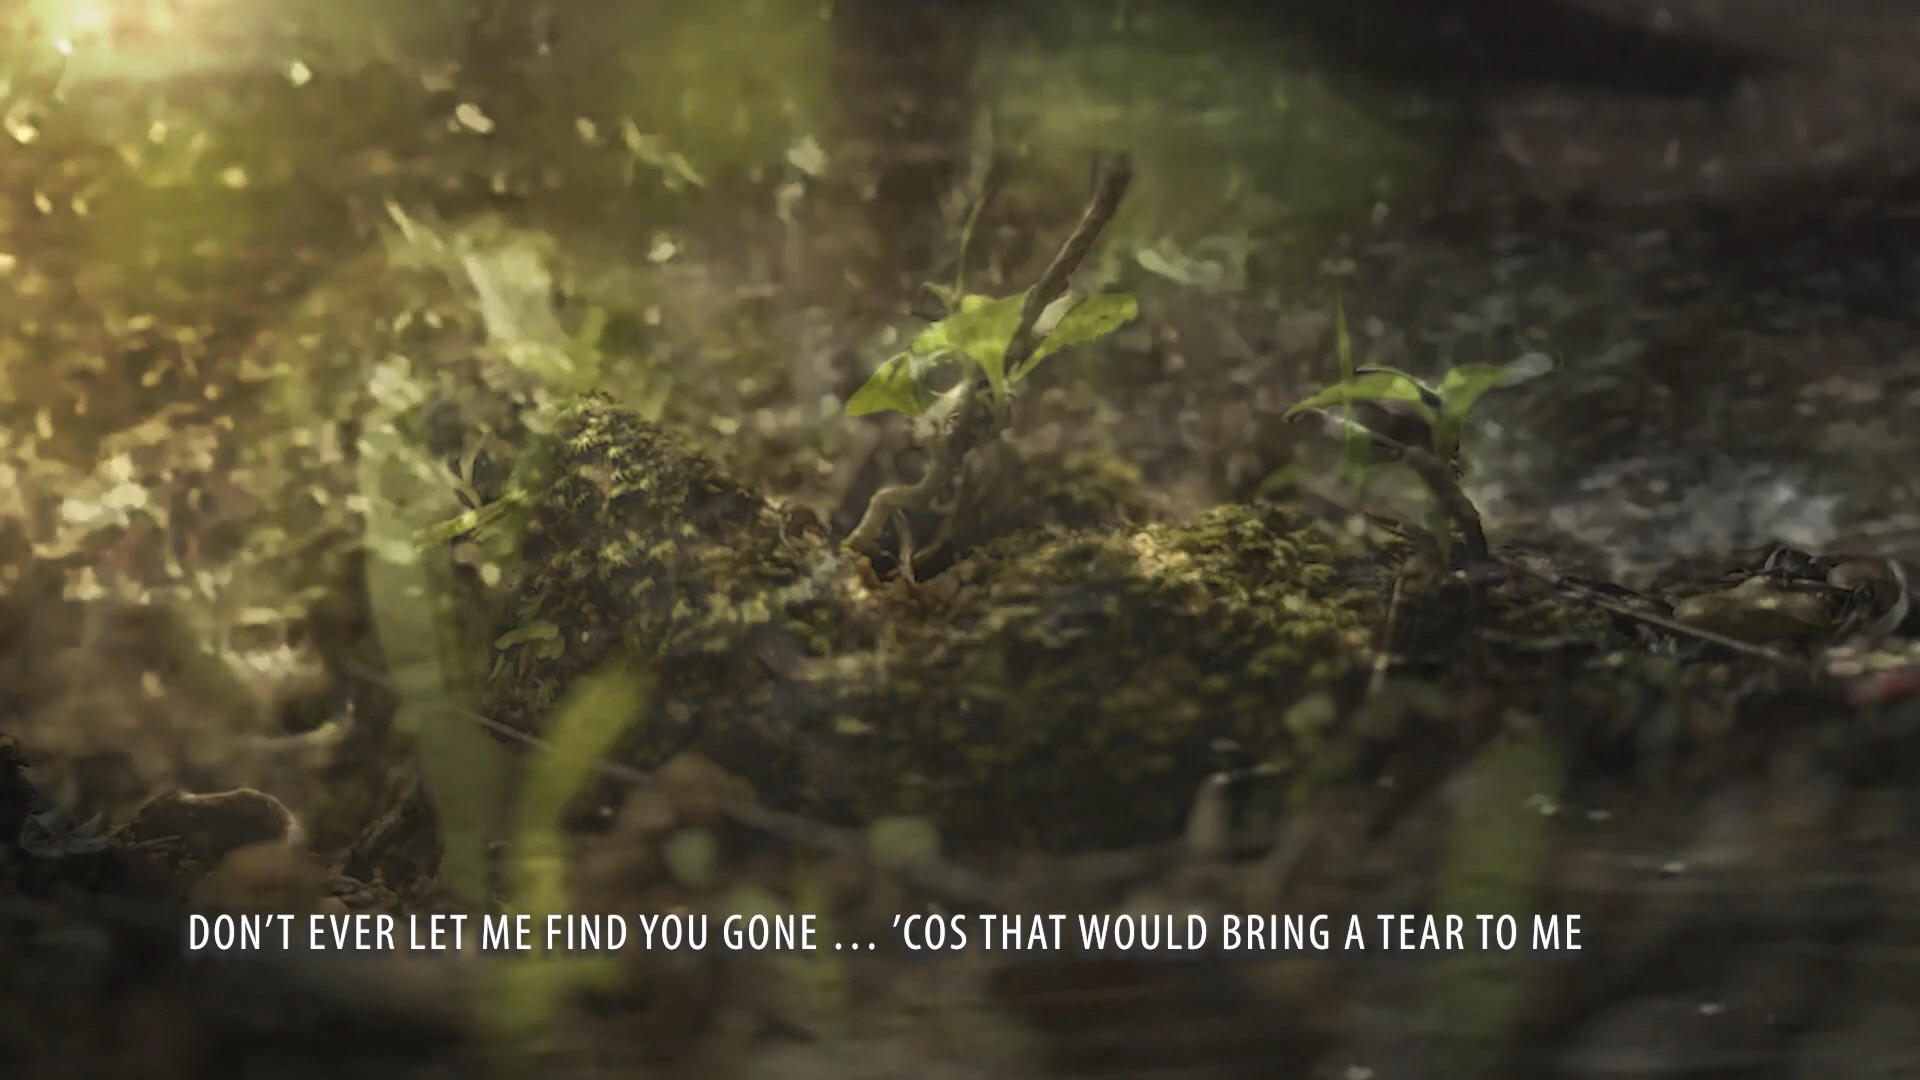 DON’T EVER LET ME FIND YOU GONE … ’COS THAT WOULD BRING A TEAR TO ME